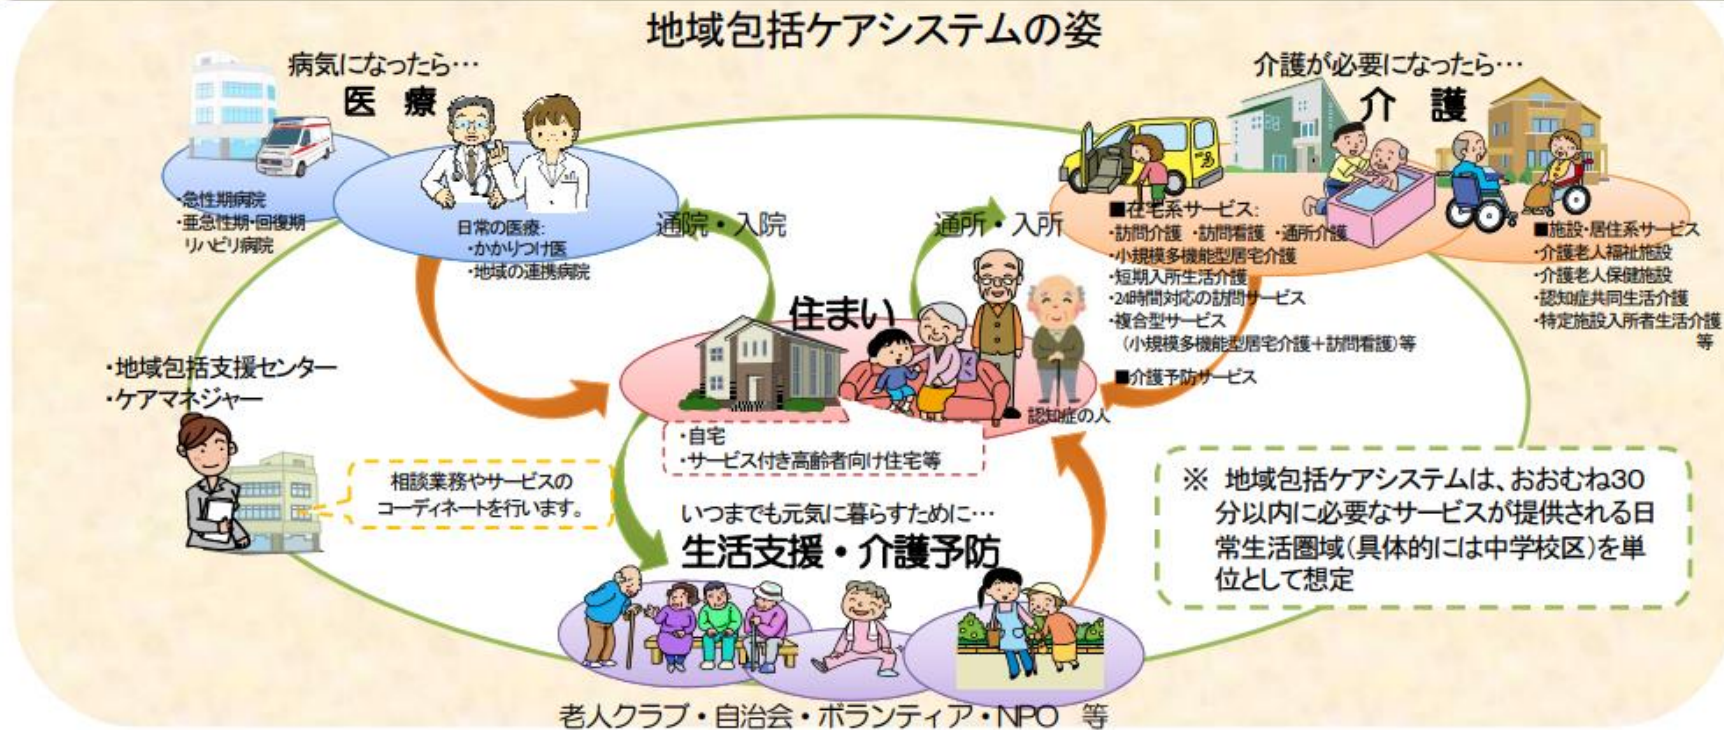 地域包括ケアシステムの姿
病気になったら…
医 療
・急性期病院
・亜急性期・回復期
リハビリ病院
日常の医療:
・かかりつけ医
・地域の連携病院
通院・入院
通所・入所
介護が必要になったら…
介 護
■在宅系サービス:
・訪問介護 ・訪問看護 ・通所介護
・小規模多機能型居宅介護
・短期入所生活介護
・24時間対応の訪問サービス
・複合型サービス
(小規模多機能型居宅介護+訪問看護)等
■介護予防サービス
■施設・居住系サービス
・介護老人福祉施設
・介護老人保健施設
・認知症共同生活介護
・特定施設入所者生活介護
等
住まい
認知症の人
・自宅
・サービス付き高齢者向け住宅等
・地域包括支援センター
・ケアマネジャー
相談業務やサービスの
コーディネートを行います。
いつまでも元気に暮らすために…
生活支援・介護予防
老人クラブ・自治会・ボランティア・NPO 等
※ 地域包括ケアシステムは、おおむね30
分以内に必要なサービスが提供される日
常生活圏域(具体的には中学校区)を単
位として想定